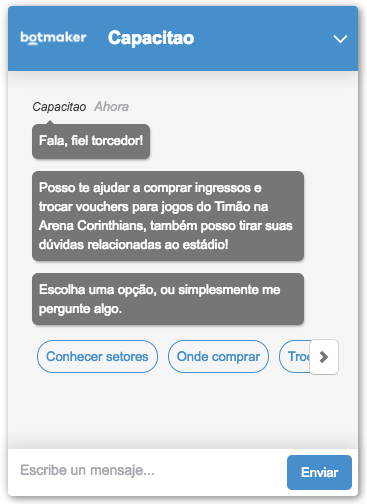 botmaker Capacitao
Capacitao Ahora
Fala, fiel torcedor!
Posso te ajudar a comprar ingressos e
trocar vouchers para jogos do Timão na
Arena Corinthians, também posso tirar suas
dúvidas relacionadas ao estádio!
Escolha uma opção, ou simplesmente me
pergunte algo.
Conhecer setores Onde comprar Troc
Escribe un mensaje... Enviar